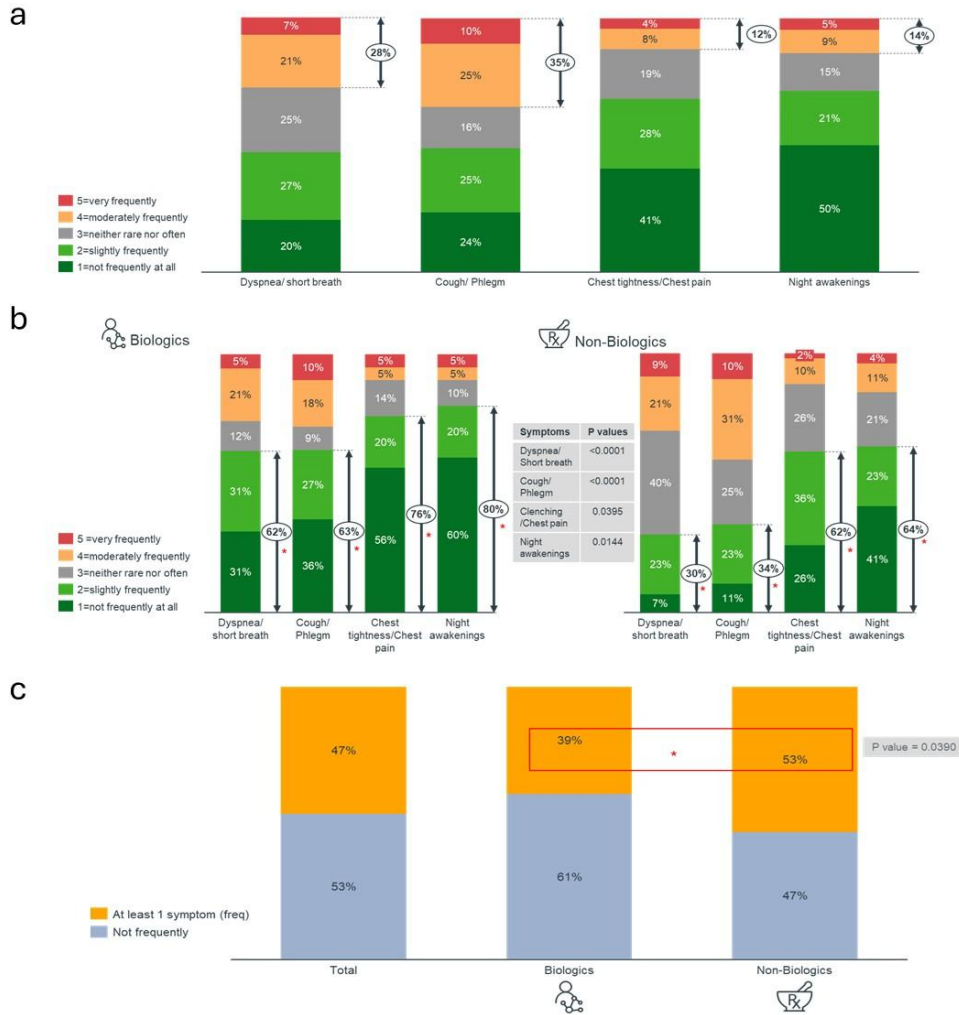 a
7%
10%
4%
5%
28%
35%
12%
14%
21%
25%
8%
9%
25%
16%
19%
15%
27%
25%
28%
21%
20%
24%
41%
50%
5=very frequently
4=moderately frequently
3=neither rare nor often
2=slightly frequently
1=not frequently at all
Dyspnea/ short breath
Cough/ Phlegm
Chest tightness/Chest pain
Night awakenings
b
Biologics
5%
10%
5%
5%
21%
18%
5%
5%
12%
9%
14%
10%
31%
27%
20%
20%
31%
36%
56%
60%
62%
*
63%
*
76%
*
80%
*
5 =very frequently
4=moderately frequently
3=neither rare nor often
2=slightly frequently
1=not frequently at all
Dyspnea/
short breath
Cough/
Phlegm
Chest
tightness/Chest
pain
Night
awakenings
Symptoms P values
Dyspnea/ <0.0001
Short breath
Cough/ <0.0001
Phlegm
Clenching 0.0395
/Chest pain
Night 0.0144
awakenings
Rx
Non-Biologics
9%
10%
2%
4%
21%
31%
10%
11%
40%
25%
26%
21%
23%
23%
36%
23%
7%
11%
26%
41%
30%
*
34%
*
62%
*
64%
*
Dyspnea/
short breath
Cough/
Phlegm
Chest
tightness/Chest
pain
Night
awakenings
c
47%
39%
*
53%
P value = 0.0390
53%
61%
47%
At least 1 symptom (freq)
Not frequently
Total
Biologics
Non-Biologics
Rx